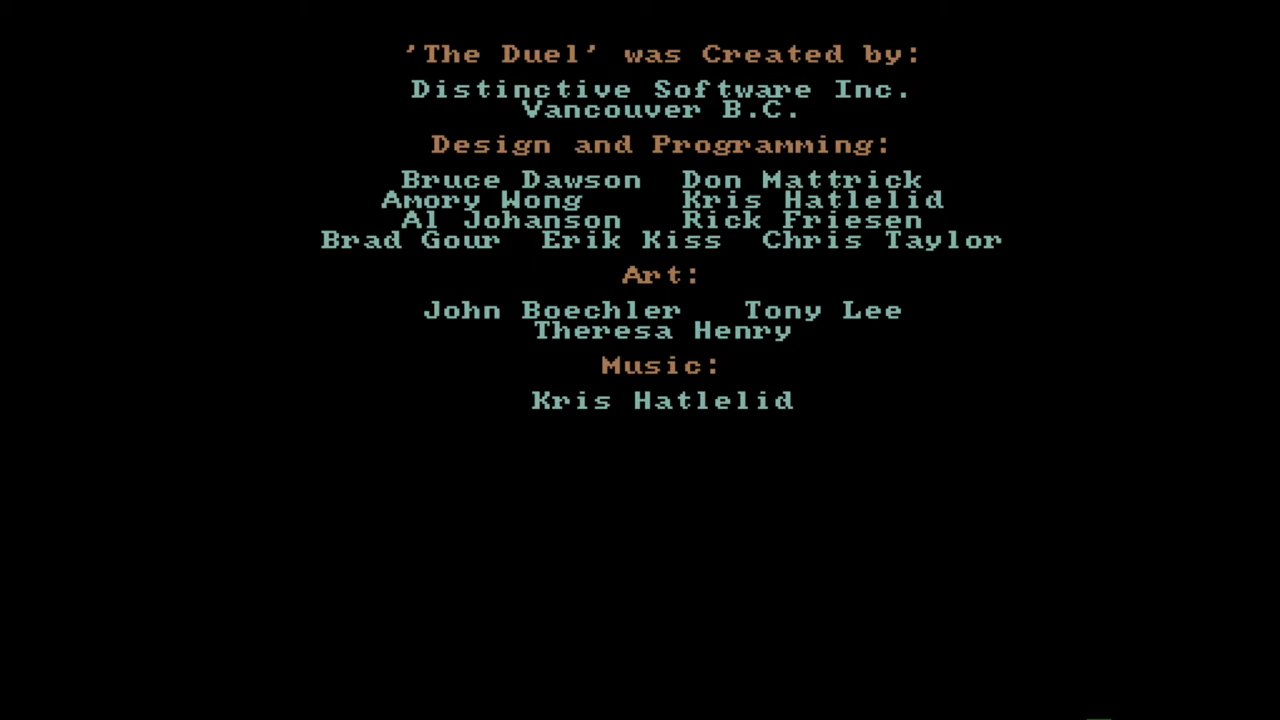 'The Duel' was Created by:
Distinctive Software Inc.
Vancouver B.C.
Design and Programming:
Bruce Dawson Don Mattrick
Amory Wong Kris Hatlelid
Al Johanson Rick Friesen
Brad Gour Erik Kiss Chris Taylor
Art:
John Boechler Tony Lee
Theresa Henry
Music:
Kris Hatlelid